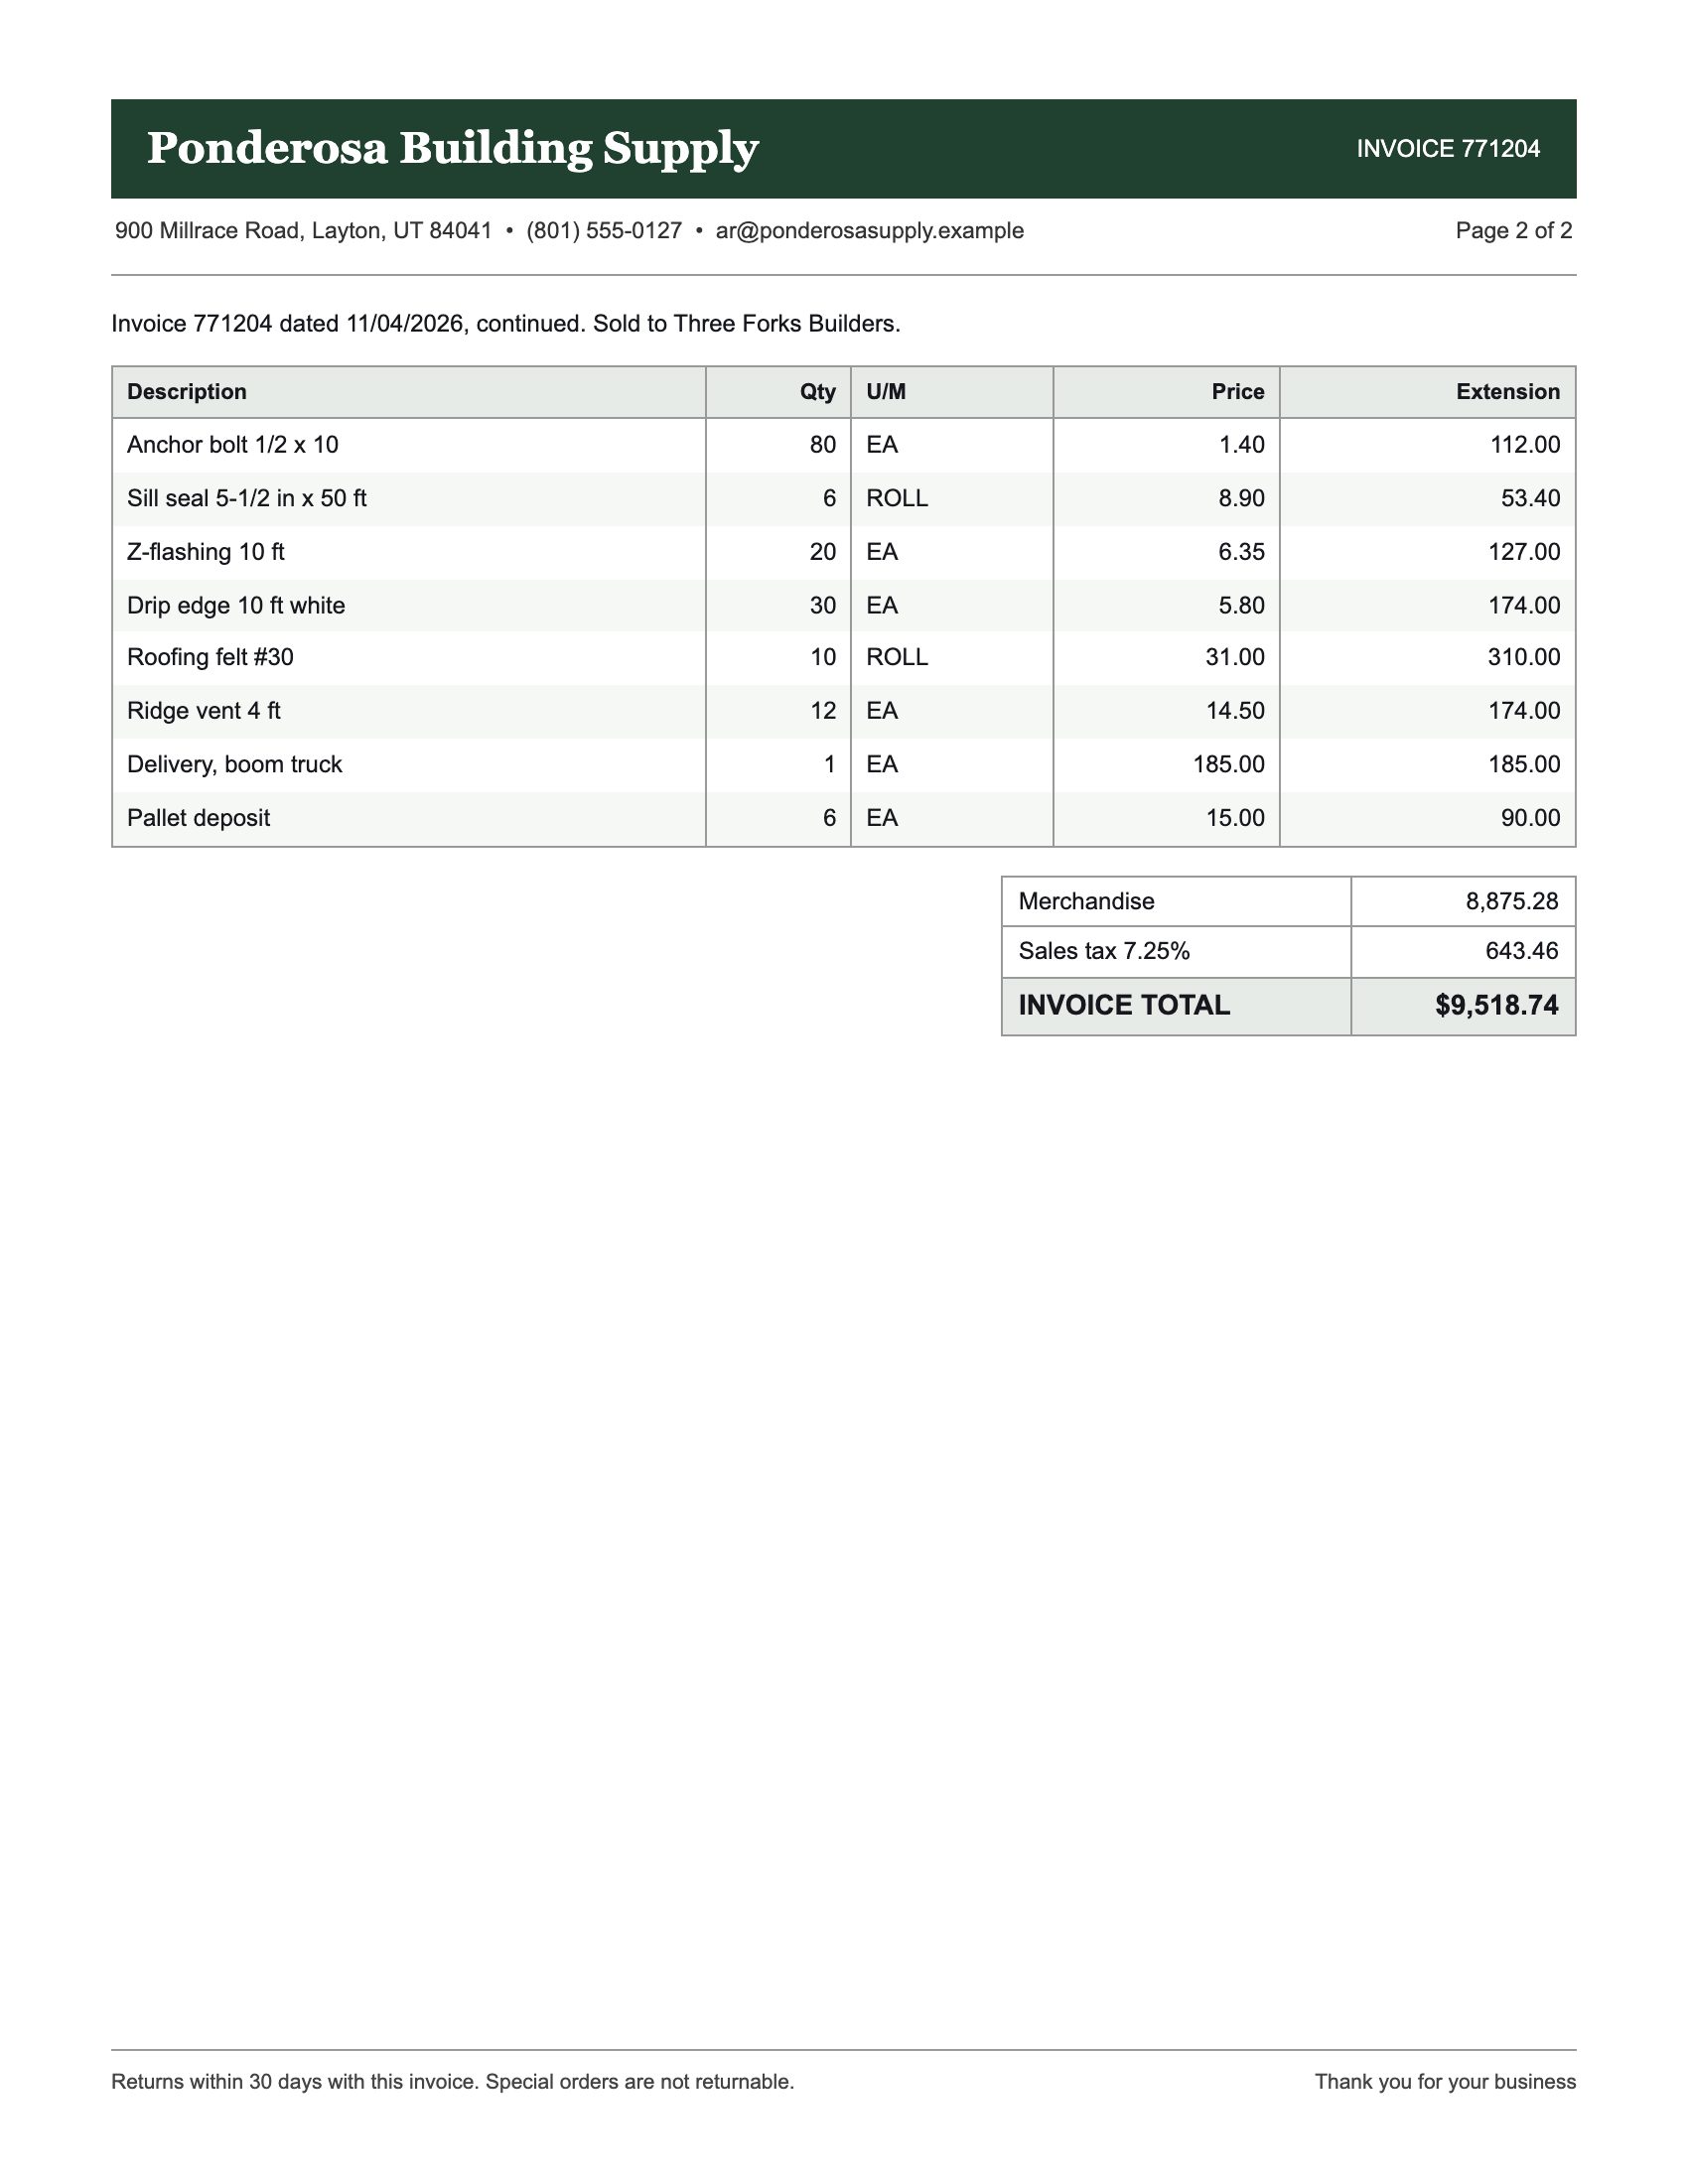 Ponderosa Building Supply INVOICE 771204
900 Millrace Road, Layton, UT 84041 • (801) 555-0127 • ar@ponderosasupply.example Page 2 of 2
Invoice 771204 dated 11/04/2026, continued. Sold to Three Forks Builders.
Description Qty U/M Price Extension
Anchor bolt 1/2 x 10 80 EA 1.40 112.00
Sill seal 5-1/2 in x 50 ft 6 ROLL 8.90 53.40
Z-flashing 10 ft 20 EA 6.35 127.00
Drip edge 10 ft white 30 EA 5.80 174.00
Roofing felt #30 10 ROLL 31.00 310.00
Ridge vent 4 ft 12 EA 14.50 174.00
Delivery, boom truck 1 EA 185.00 185.00
Pallet deposit 6 EA 15.00 90.00
Merchandise 8,875.28
Sales tax 7.25% 643.46
INVOICE TOTAL $9,518.74
Returns within 30 days with this invoice. Special orders are not returnable. Thank you for your business